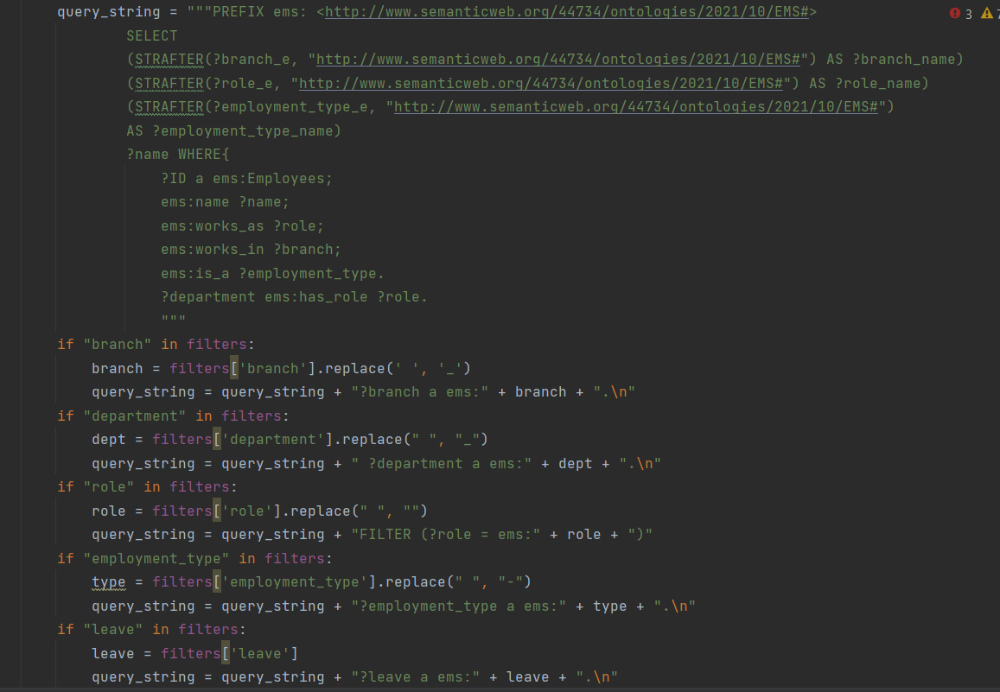 query_string = """PREFIX ems: <http://www.semanticweb.org/44734/ontologies/2021/10/EMS#>
3 7
SELECT
(STRAFTER(?branch_e, "http://www.semanticweb.org/44734/ontologies/2021/10/EMS#") AS ?branch_name)
(STRAFTER(?role_e, "http://www.semanticweb.org/44734/ontologies/2021/10/EMS#") AS ?role_name)
(STRAFTER(?employment_type_e, "http://www.semanticweb.org/44734/ontologies/2021/10/EMS#")
AS ?employment_type_name)
?name WHERE{
?ID a ems:Employees;
ems:name ?name;
ems:works_as ?role;
ems:works_in ?branch;
ems:is_a ?employment_type.
?department ems:has_role ?role.
"""
if "branch" in filters:
branch = filters['branch'].replace(' ', '_')
query_string = query_string + "?branch a ems:" + branch + ".\n"
if "department" in filters:
dept = filters['department'].replace(" ", "_")
query_string = query_string + " ?department a ems:" + dept + ".\n"
if "role" in filters:
role = filters['role'].replace(" ", "")
query_string = query_string + "FILTER (?role = ems:" + role + ")"
if "employment_type" in filters:
type = filters['employment_type'].replace(" ", "-")
query_string = query_string + "?employment_type a ems:" + type + ".\n"
if "leave" in filters:
leave = filters['leave']
query_string = query_string + "?leave a ems:" + leave + ".\n"